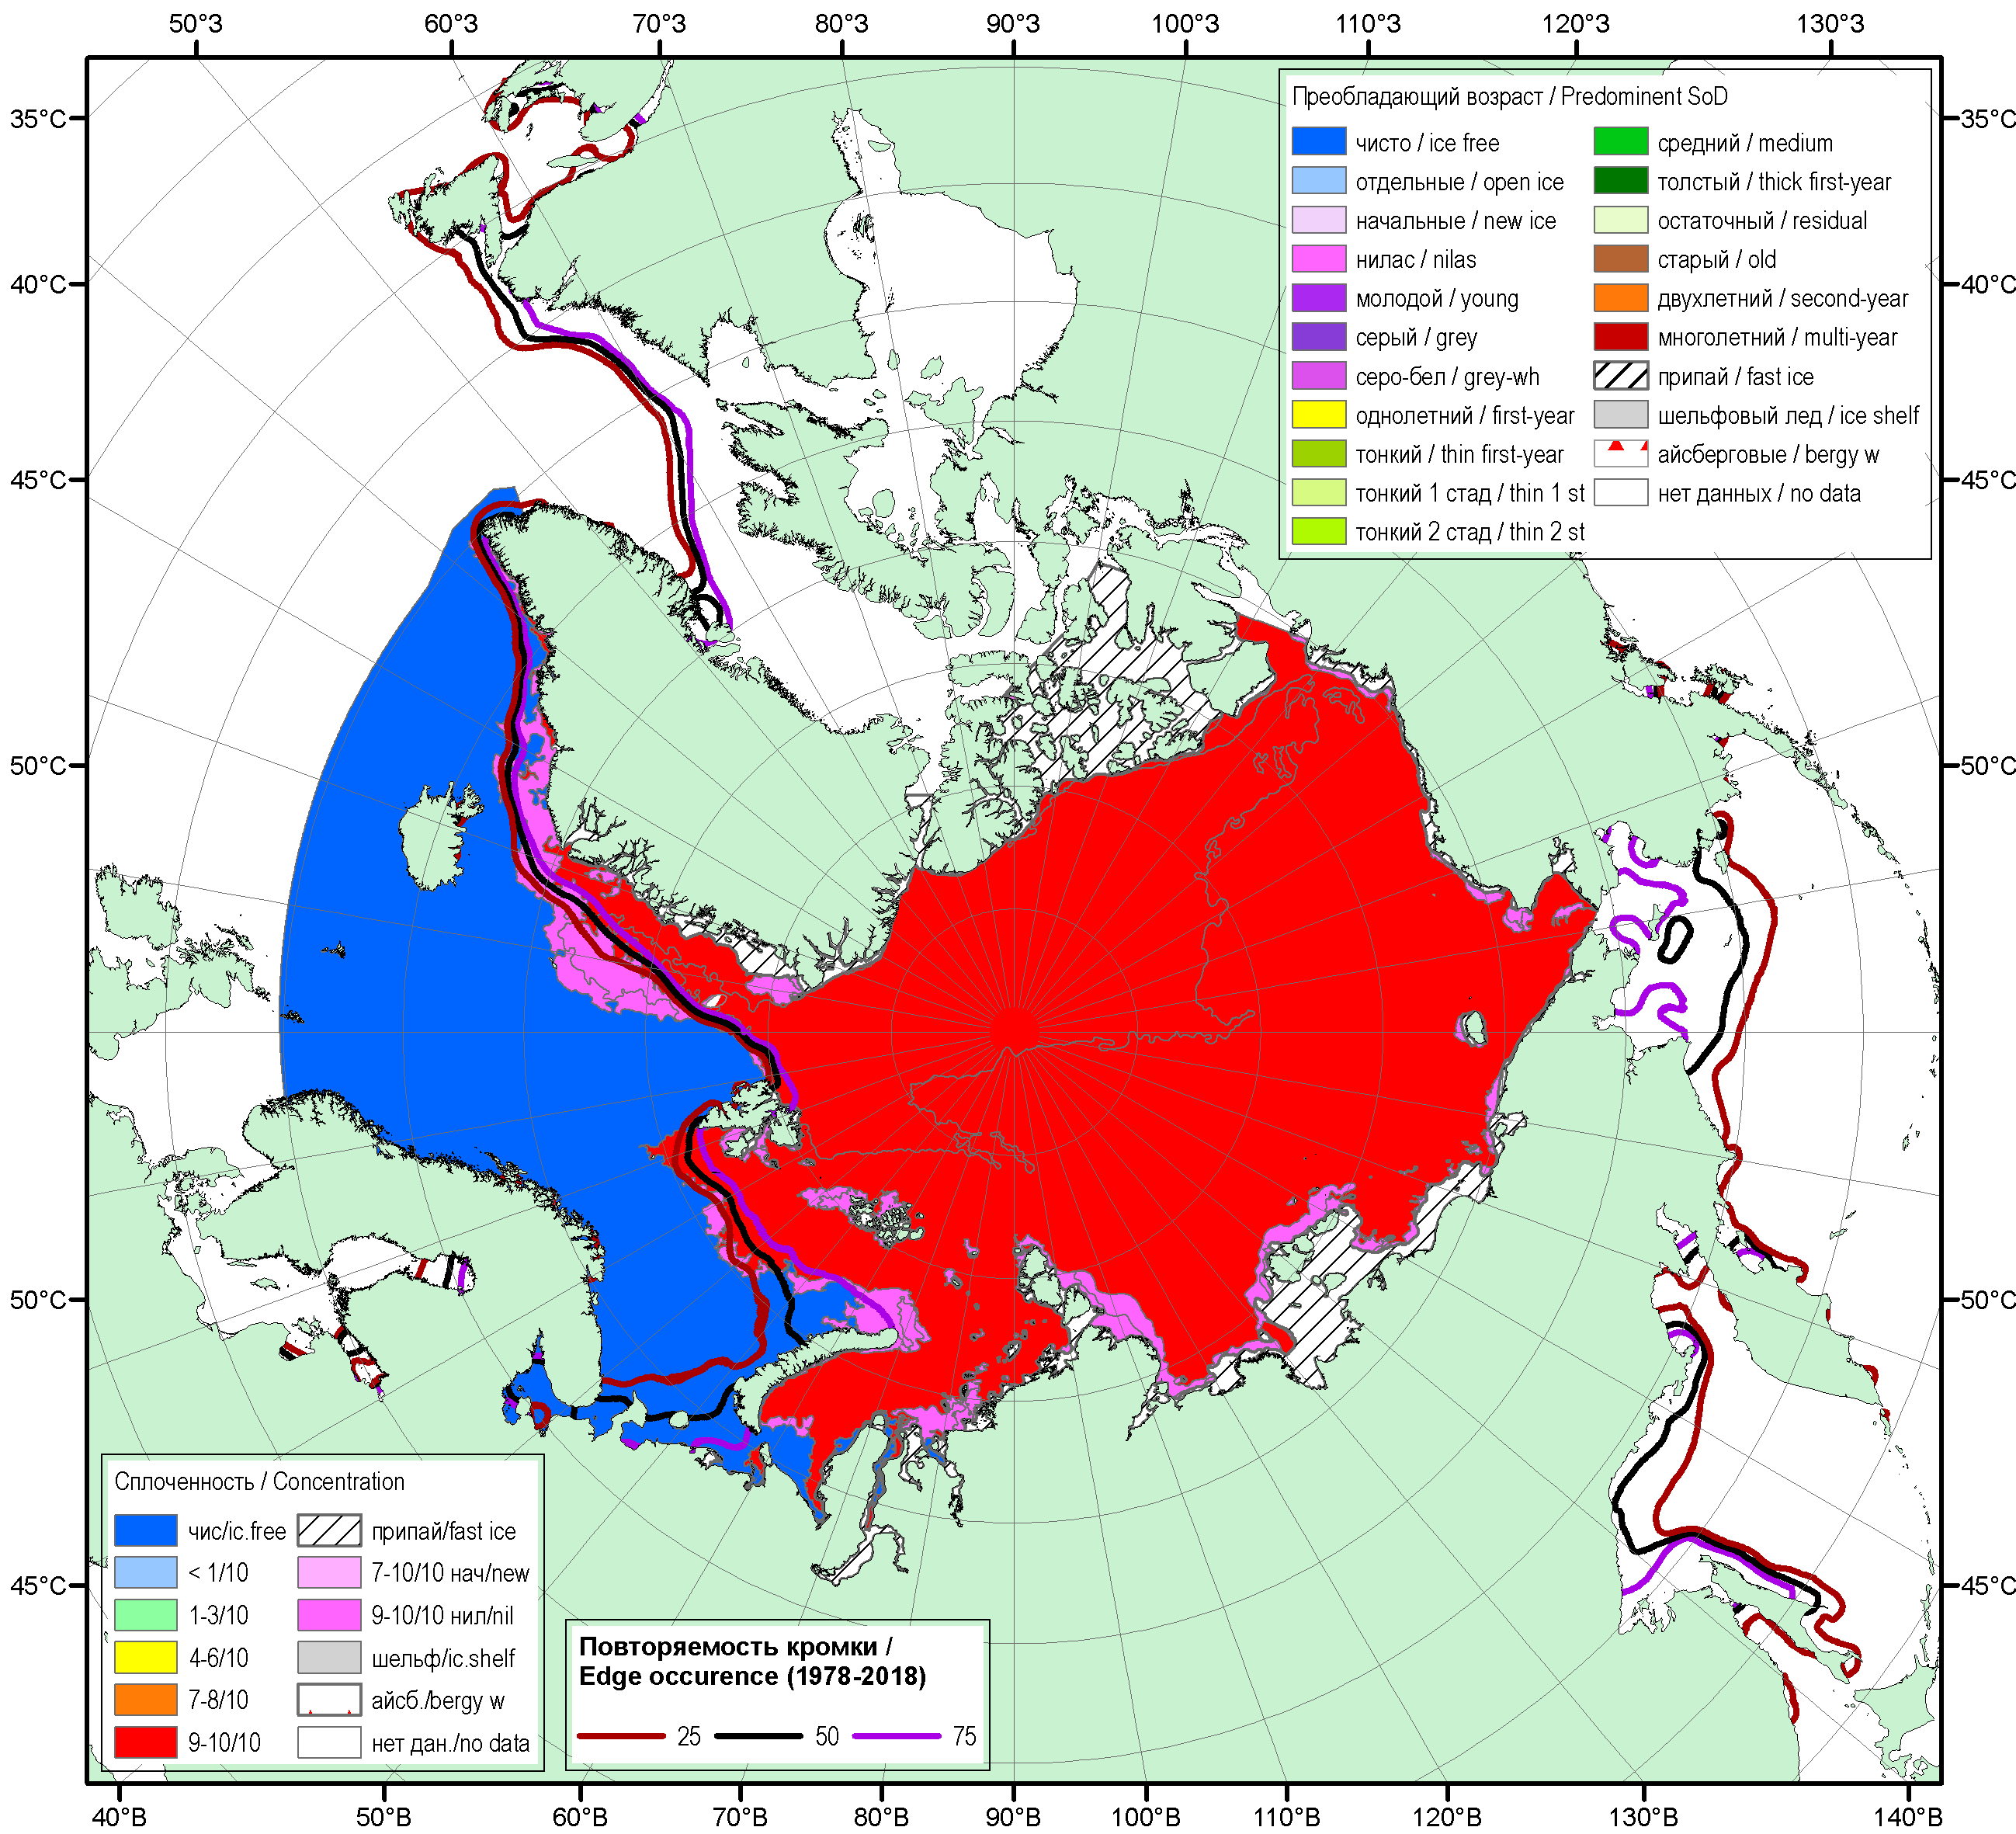 50°З 60°З 70°З 80°З 90°З 100°З 110°З 120°З 130°З
35°С 35°С
40°С 40°С
45°С 45°С
50°С 50°С
50°С 50°С
45°С 45°С
Преобладающий возраст / Predominent SoD
чисто / ice free
отдельные / open ice
начальные / new ice
нилас / nilas
молодой / young
серый / grey
серо-бел / grey-wh
однолетний / first-year
тонкий / thin first-year
тонкий 1 стад / thin 1 st
тонкий 2 стад / thin 2 st
средний / medium
толстый / thick first-year
остаточный / residual
старый / old
двухлетний / second-year
многолетний / multi-year
припай / fast ice
шельфовый лед / ice shelf
айсберговые / bergy w
нет данных / no data
Сплоченность / Concentration
чис/ic.free
< 1/10
1-3/10
4-6/10
7-8/10
9-10/10
припай/fast ice
7-10/10 нач/new
9-10/10 нил/nil
шельф/ic.shelf
айсб./bergy w
нет дан./no data
Повторяемость кромки /
Edge occurence (1978-2018)
25 50 75
40°В 50°В 60°В 70°В 80°В 90°В 100°В 110°В 120°В 130°В 140°В